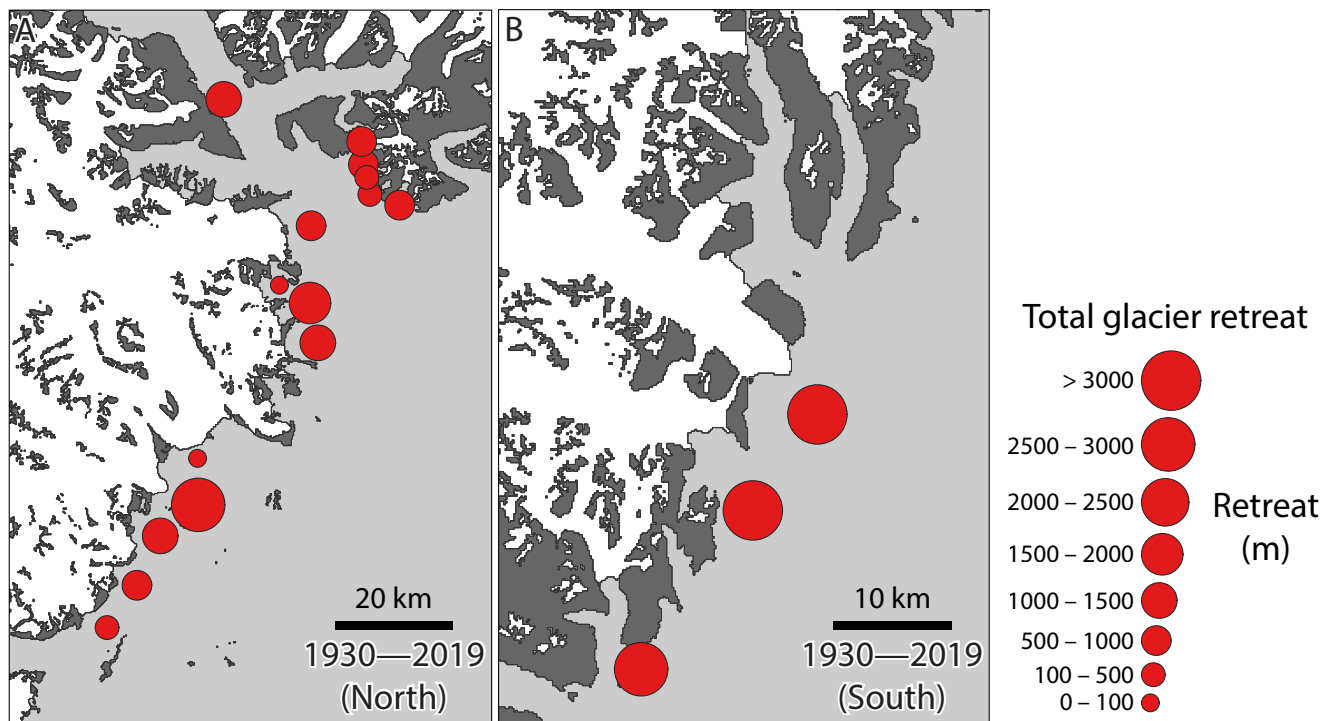 A
20 km
1930—2019
(North)
B
10 km
1930—2019
(South)
Total glacier retreat
> 3000
2500 – 3000
2000 – 2500
1500 – 2000
1000 – 1500
500 – 1000
100 – 500
0 – 100
Retreat
(m)